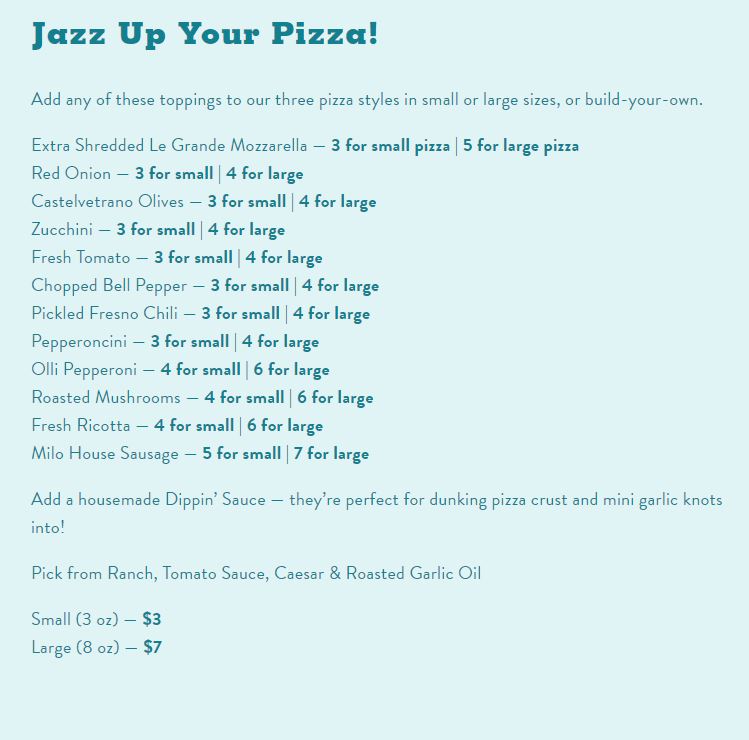 Jazz Up Your Pizza!
Add any of these toppings to our three pizza styles in small or large sizes, or build-your-own.
Extra Shredded Le Grande Mozzarella — 3 for small pizza | 5 for large pizza
Red Onion — 3 for small | 4 for large
Castelvetrano Olives — 3 for small | 4 for large
Zucchini — 3 for small | 4 for large
Fresh Tomato — 3 for small | 4 for large
Chopped Bell Pepper — 3 for small | 4 for large
Pickled Fresno Chili — 3 for small | 4 for large
Pepperoncini — 3 for small | 4 for large
Olli Pepperoni — 4 for small | 6 for large
Roasted Mushrooms — 4 for small | 6 for large
Fresh Ricotta — 4 for small | 6 for large
Milo House Sausage — 5 for small | 7 for large
Add a housemade Dippin’ Sauce — they’re perfect for dunking pizza crust and mini garlic knots
into!
Pick from Ranch, Tomato Sauce, Caesar & Roasted Garlic Oil
Small (3 oz) — $3
Large (8 oz) — $7